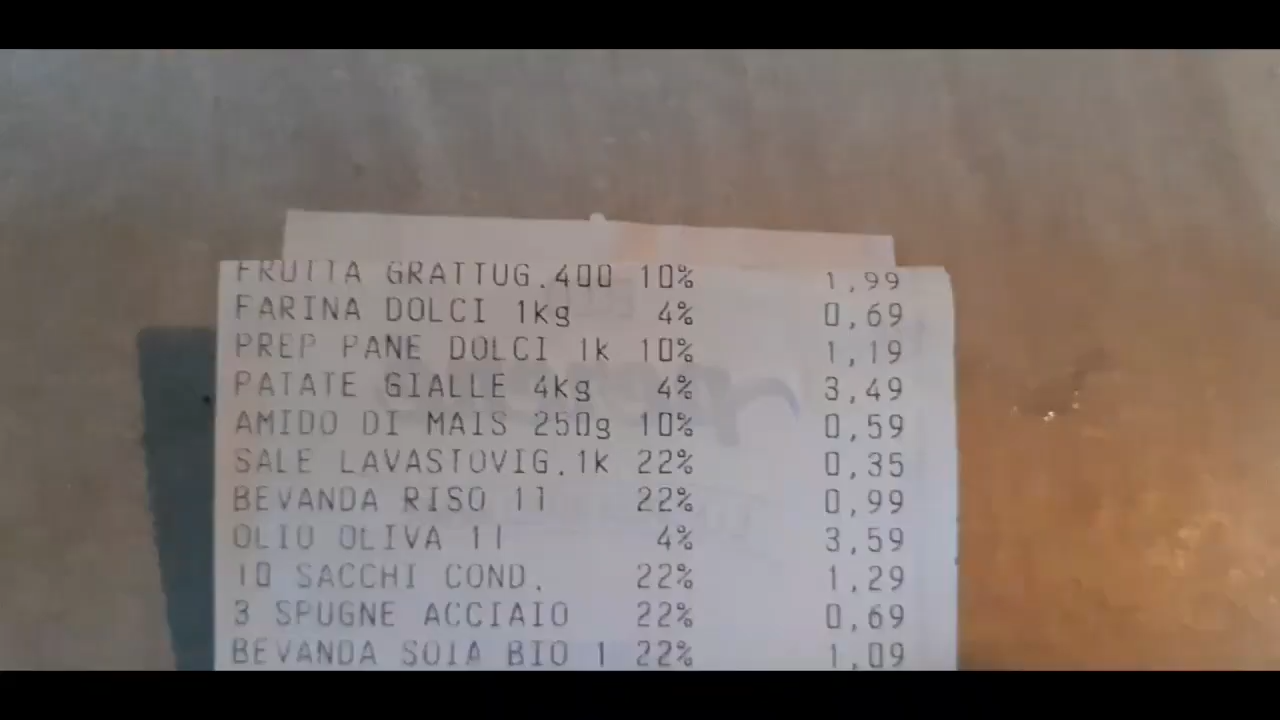 FRUTTA GRATTUG.400 10% 1,99
FARINA DOLCI 1kg 4% 0,69
PREP PANE DOLCI 1k 10% 1,19
PATATE GIALLE 4kg 4% 3,49
AMIDO DI MAIS 250g 10% 0,59
SALE LAVASTOVIG.1k 22% 0,35
BEVANDA RISO 1l 22% 0,99
OLIO OLIVA 1l 4% 3,59
10 SACCHI COND. 22% 1,29
3 SPUGNE ACCIAIO 22% 0,69
BEVANDA SOIA BIO 1 22% 1,09